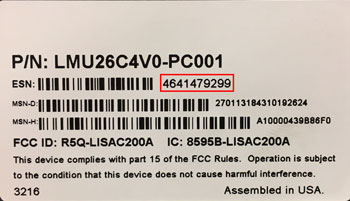 P/N: LMU26C4V0-PC001
ESN: 4641479299
MSN-D: 270113184310192624
MSN-H: A10000439B86F0
FCC ID: R5Q-LISAC200A IC: 8595B-LISAC200A
This device complies with part 15 of the FCC Rules. Operation is subject
to the condition that this device does not cause harmful interference.
3216 Assembled in USA.